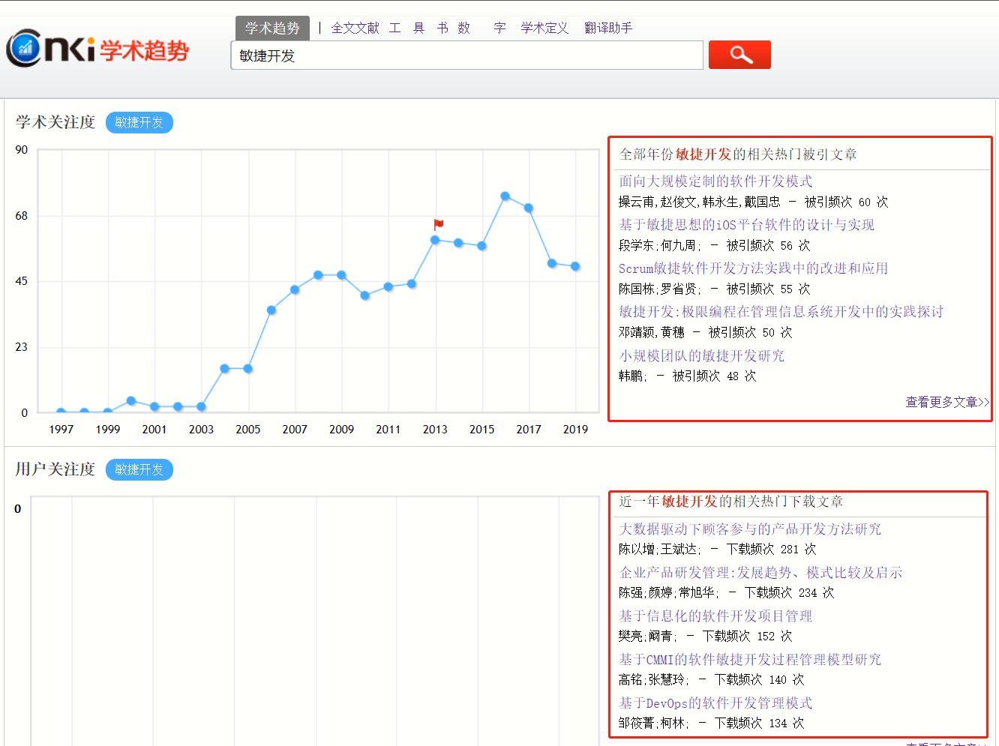 cnki 学术趋势
学术趋势 | 全文文献 工 具 书 数 字 学术定义 翻译助手
敏捷开发
学术关注度 敏捷开发
90
68
45
23
0
1997 1999 2001 2003 2005 2007 2009 2011 2013 2015 2017 2019
全部年份敏捷开发的相关热门被引文章
面向大规模定制的软件开发模式
操云甫,赵俊文,韩永生,戴国忠 － 被引频次 60 次
基于敏捷思想的iOS平台软件的设计与实现
段学东;何九周; － 被引频次 56 次
Scrum敏捷软件开发方法实践中的改进和应用
陈国栋;罗省贤; － 被引频次 55 次
敏捷开发:极限编程在管理信息系统开发中的实践探讨
邓靖颖,黄穗 － 被引频次 50 次
小规模团队的敏捷开发研究
韩鹏; － 被引频次 48 次
查看更多文章>>
用户关注度 敏捷开发
0
近一年敏捷开发的相关热门下载文章
大数据驱动下顾客参与的产品开发方法研究
陈以增;王斌达; － 下载频次 281 次
企业产品研发管理:发展趋势、模式比较及启示
陈强;颜婷;常旭华; － 下载频次 234 次
基于信息化的软件开发项目管理
樊亮;阚青; － 下载频次 152 次
基于CMMI的软件敏捷开发过程管理模型研究
高铭;张慧玲; － 下载频次 140 次
基于DevOps的软件开发管理模式
邹筱菁;柯林; － 下载频次 134 次